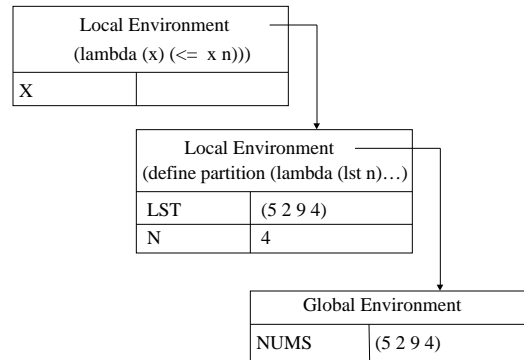 Local Environment
(lambda (x) (<= x n)))
X
Local Environment
(define partition (lambda (lst n)…)
LST (5 2 9 4)
N 4
Global Environment
NUMS (5 2 9 4)